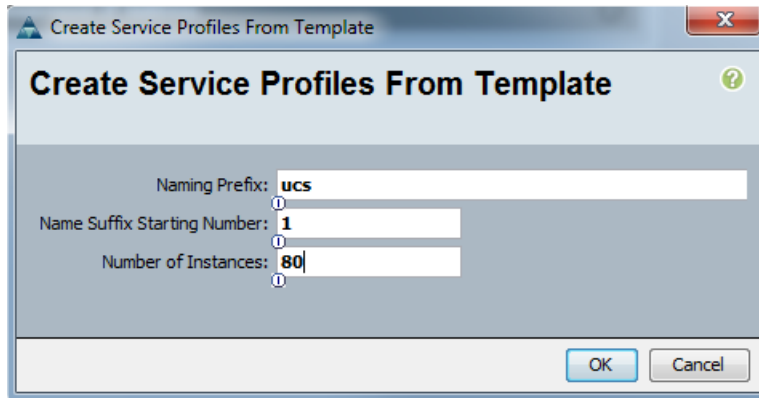 Create Service Profiles From Template
Create Service Profiles From Template
Naming Prefix: ucs
Name Suffix Starting Number: 1
Number of Instances: 80
OK Cancel